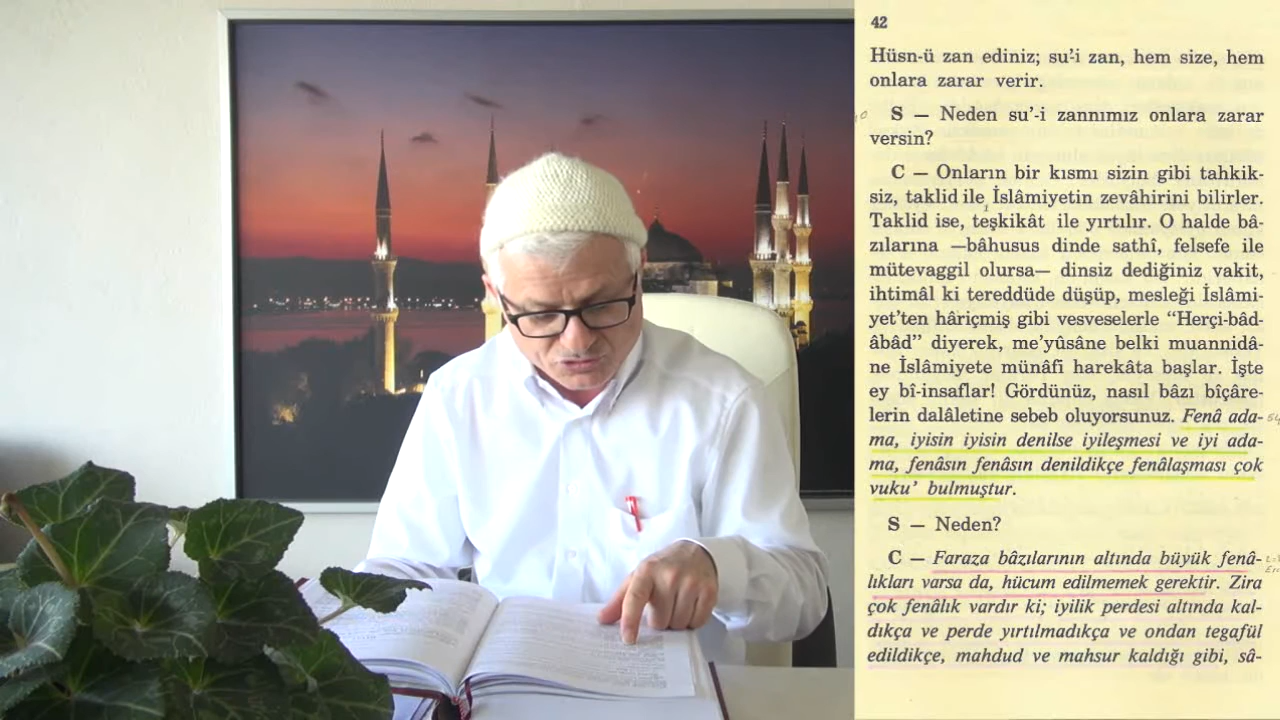 42
Hüsn-ü zan ediniz; su'-i zan, hem size, hem
onlara zarar verir.
S — Neden su'-i zannımız onlara zarar
versin?
C — Onların bir kısmı sizin gibi tahkik-
siz, taklid ile İslâmiyetin zevâhirini bilirler.
Taklid ise, teşkikât ile yırtılır. O halde bâ-
zılarına —bâhusus dinde sathî, felsefe ile
mütevaggil olursa— dinsiz dediğiniz vakit,
ihtimâl ki tereddüde düşüp, mesleği İslâmi-
yet'ten hâriçmiş gibi vesveselerle "Herçi-bâd-
âbâd" diyerek, me'yûsâne belki muannidâ-
ne İslâmiyete münâfi harekâta başlar. İşte
ey bî-insaflar! Gördünüz, nasıl bâzı bîçâre-
lerin dalâletine sebeb oluyorsunuz. Fenâ ada-
ma, iyisin iyisin denilse iyileşmesi ve iyi ada-
ma, fenâsın fenâsın denildikçe fenâlaşması çok
vuku' bulmuştur.
S — Neden?
C — Faraza bâzılarının altında büyük fenâ-
lıkları varsa da, hücum edilmemek gerektir. Zira
çok fenâlık vardır ki; iyilik perdesi altında kal-
dıkça ve perde yırtılmadıkça ve ondan tegafül
edildikçe, mahdud ve mahsur kaldığı gibi, sâ-